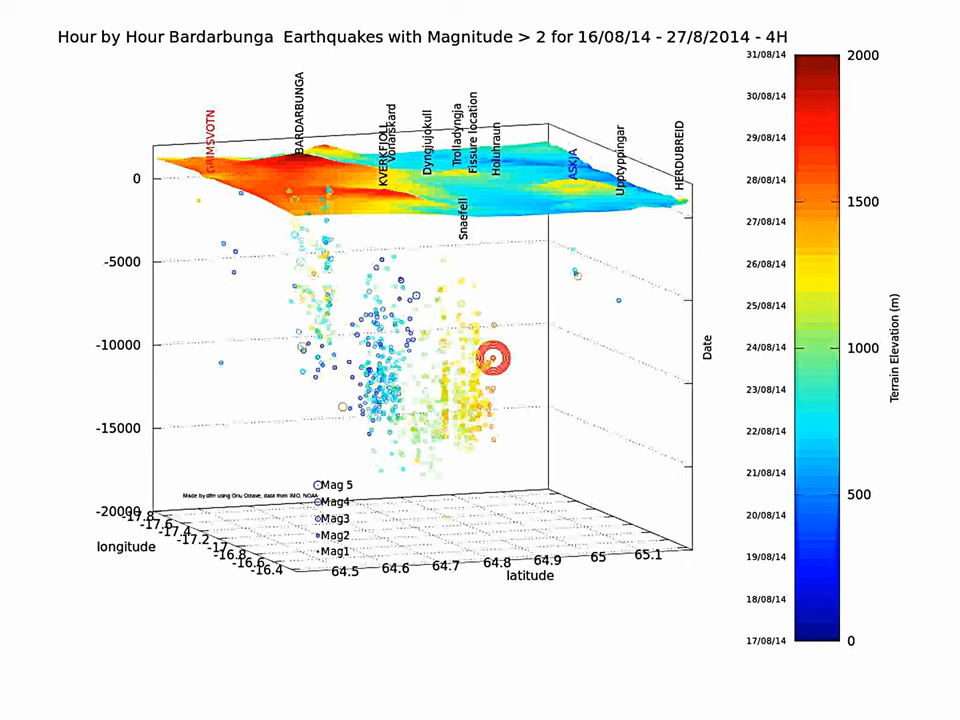 Hour by Hour Bardarbunga Earthquakes with Magnitude > 2 for 16/08/14 - 27/8/2014 - 4H
GRIMSVOTN
BARDARBUNGA
KVERKFJOLL
Vonarskard
Dyngjujokull
Trolladyngja
Fissure location
Holuhraun
Snaefell
ASKJA
Upptyppingar
HERDUBREID
0
-5000
-10000
-15000
-20000
Mag 5
Mag4
Mag3
Mag2
Mag1
Made by dfm using Gnu Octave, data from IMO, NOAA
-17.8
-17.6
-17.4
-17.2
-17
-16.8
-16.6
-16.4
longitude
64.5
64.6
64.7
64.8
64.9
65
65.1
latitude
Date
31/08/14
30/08/14
29/08/14
28/08/14
27/08/14
26/08/14
25/08/14
24/08/14
23/08/14
22/08/14
21/08/14
20/08/14
19/08/14
18/08/14
17/08/14
2000
1500
1000
500
0
Terrain Elevation (m)